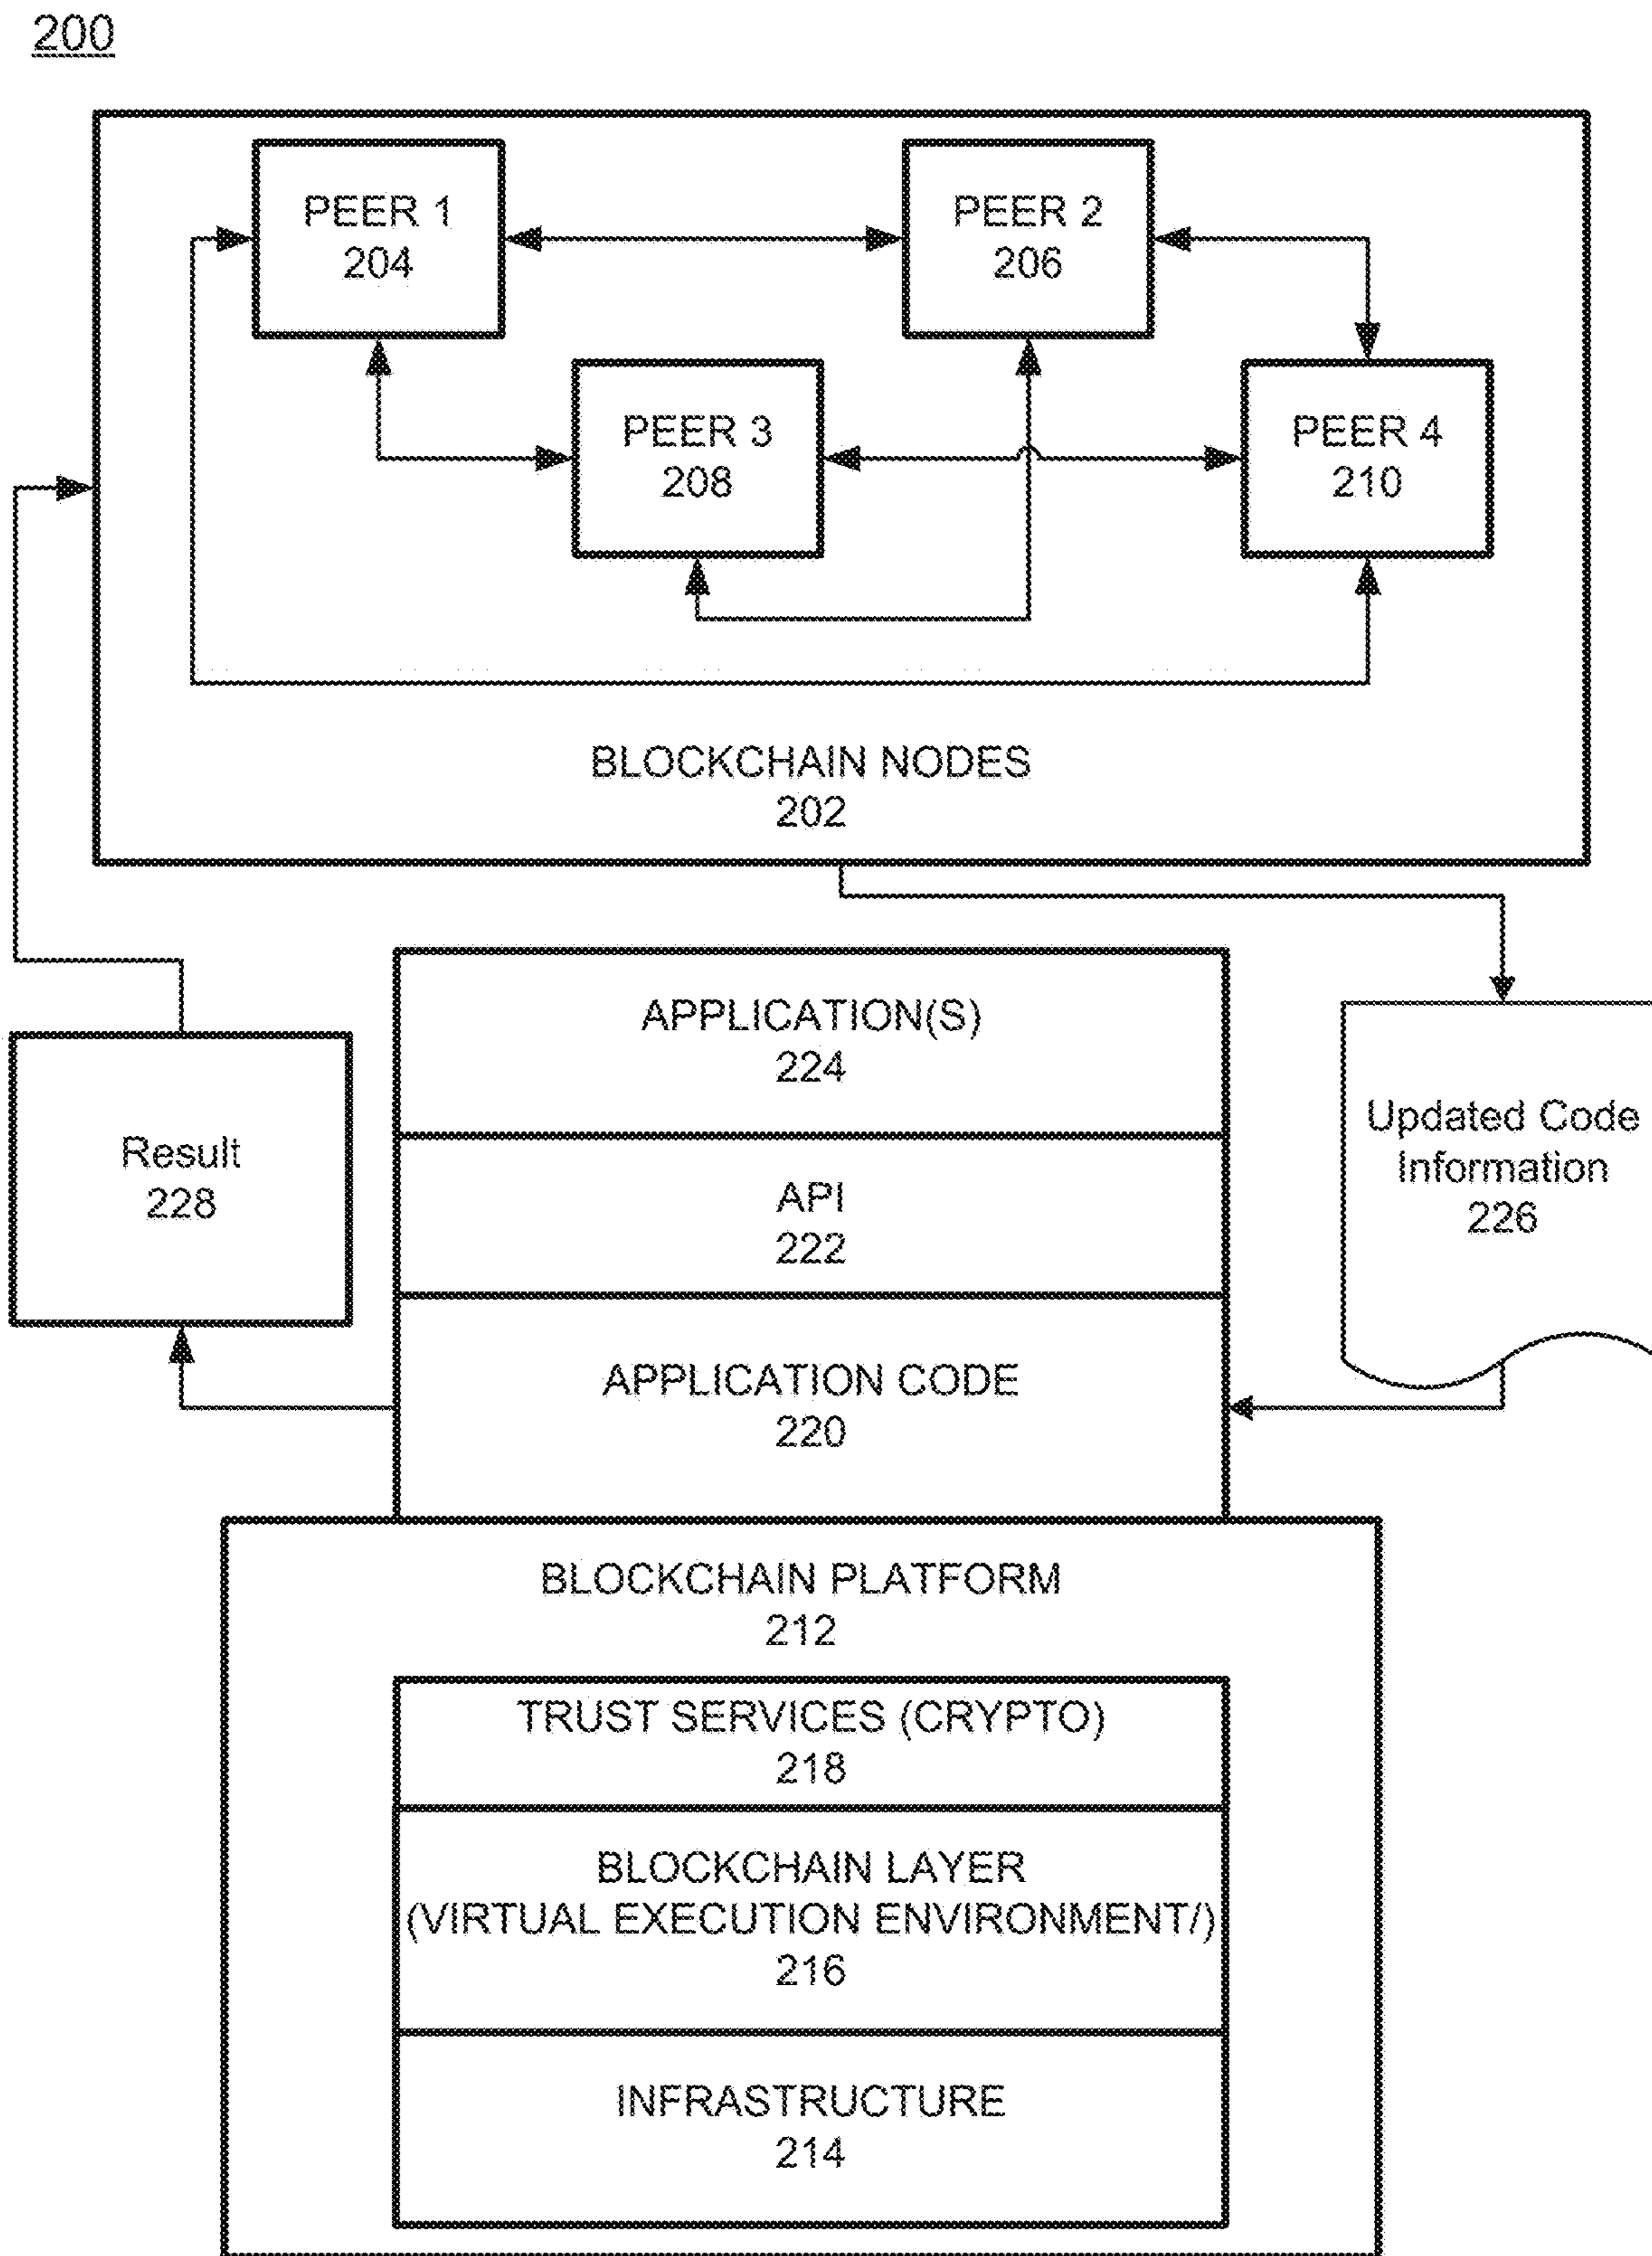 200
PEER 1
204
PEER 2
206
PEER 3
208
PEER 4
210
BLOCKCHAIN NODES
202
APPLICATION(S)
224
Result
228
API
222
Updated Code
Information
226
APPLICATION CODE
220
BLOCKCHAIN PLATFORM
212
TRUST SERVICES (CRYPTO)
218
BLOCKCHAIN LAYER
(VIRTUAL EXECUTION ENVIRONMENT/)
216
INFRASTRUCTURE
214